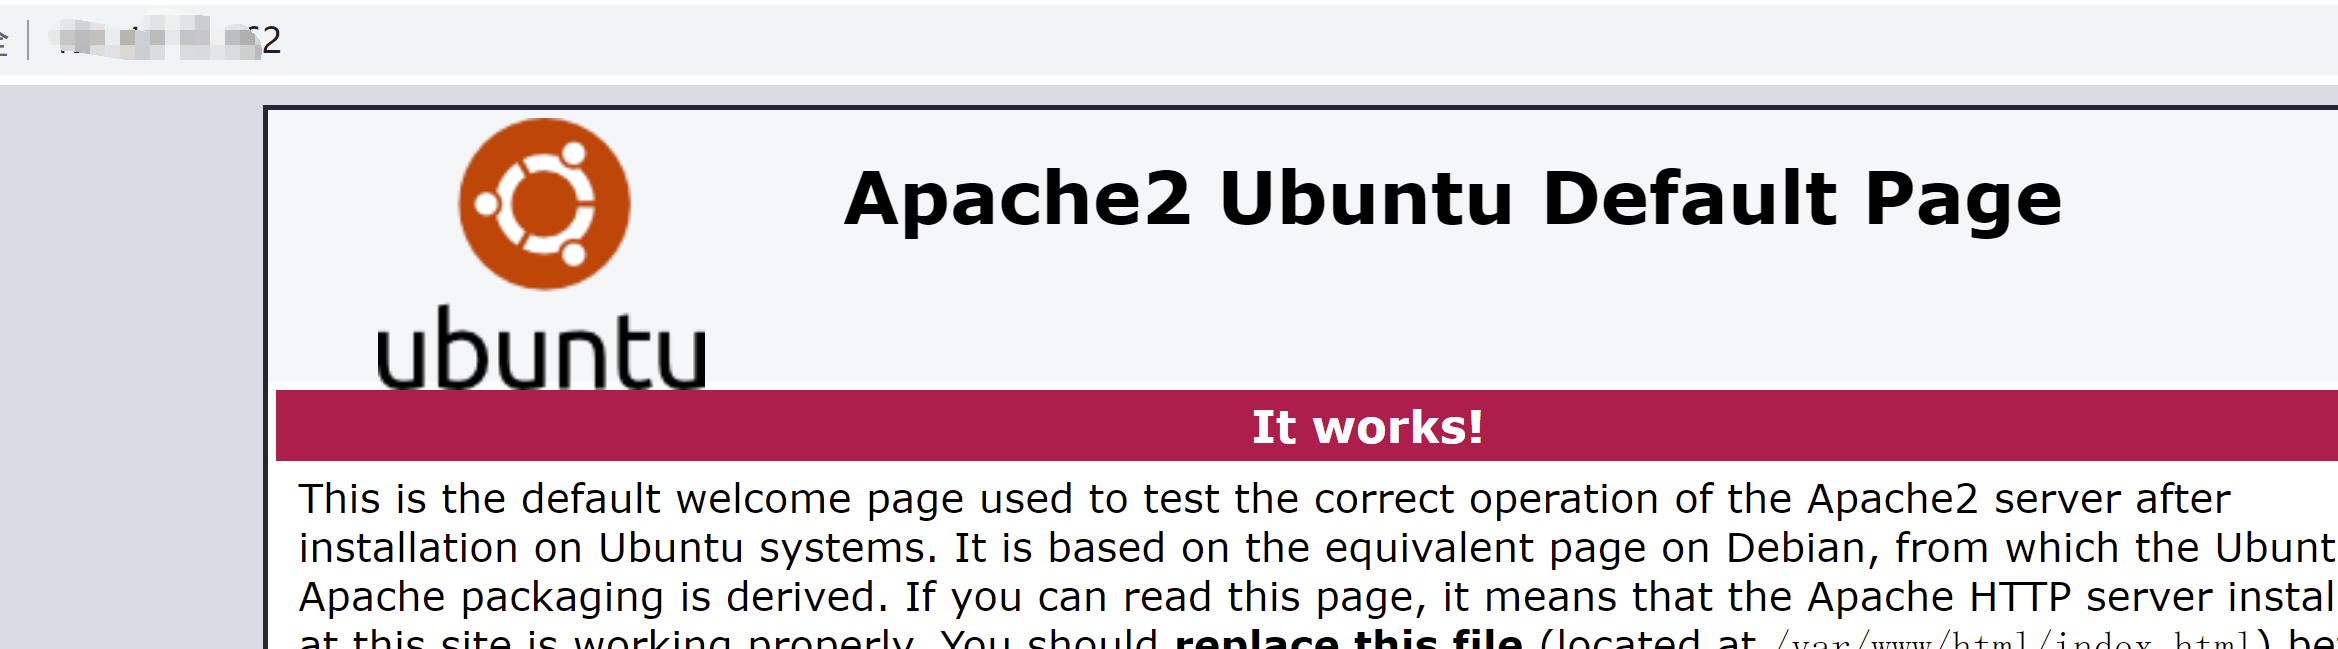 2
Apache2 Ubuntu Default Page
ubuntu
It works!
This is the default welcome page used to test the correct operation of the Apache2 server after
installation on Ubuntu systems. It is based on the equivalent page on Debian, from which the Ubunt
Apache packaging is derived. If you can read this page, it means that the Apache HTTP server instal
at this site is working properly. You should replace this file (located at /var/www/html/index.html) be